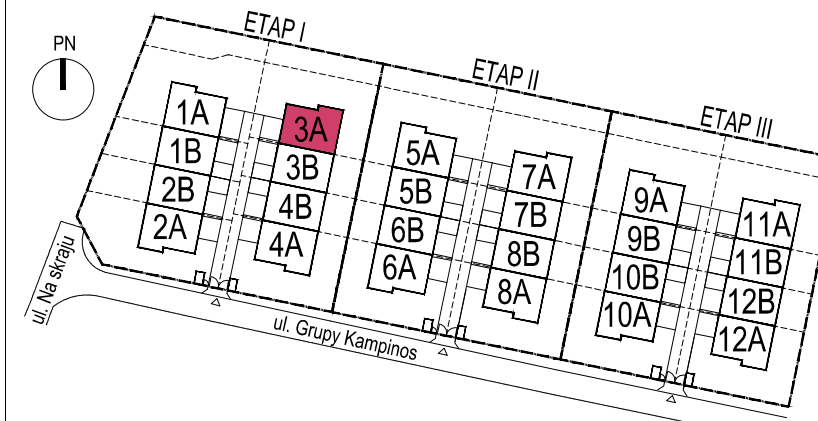 PN
ETAP I
ETAP II
ETAP III
1A
1B
2B
2A
3A
3B
4B
4A
5A
5B
6B
6A
7A
7B
8B
8A
9A
9B
10B
10A
11A
11B
12B
12A
ul. Na skraju
ul. Grupy Kampinos